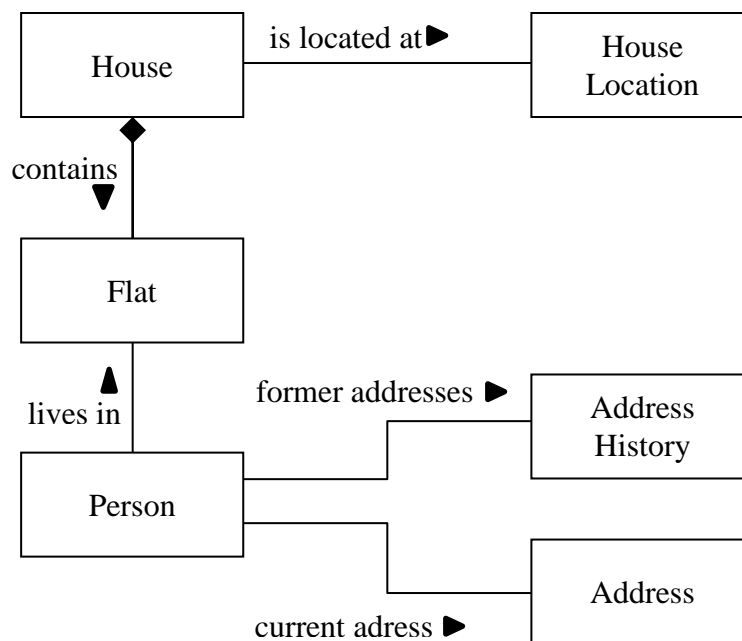 House
is located at
House
Location
contains
Flat
lives in
former addresses
Address
History
Person
Address
current adress